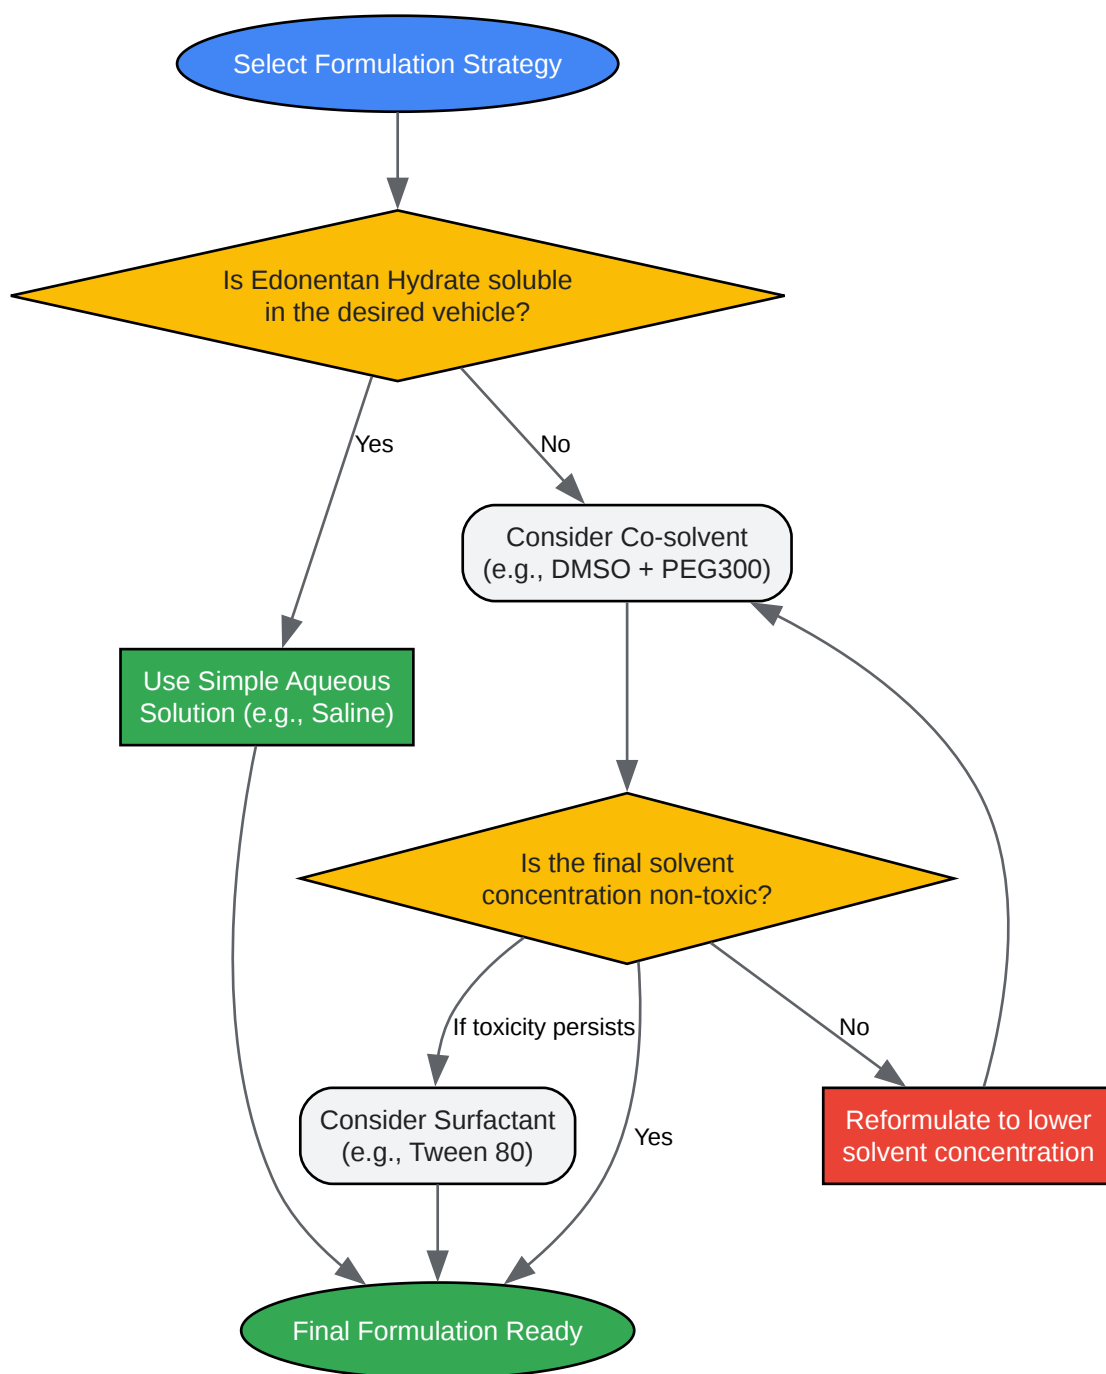 Select Formulation Strategy
Is Edonentan Hydrate soluble
in the desired vehicle?
Yes
No
Consider Co-solvent
(e.g., DMSO + PEG300)
Use Simple Aqueous
Solution (e.g., Saline)
Is the final solvent
concentration non-toxic?
If toxicity persists
No
Yes
Consider Surfactant
(e.g., Tween 80)
Reformulate to lower
solvent concentration
Final Formulation Ready